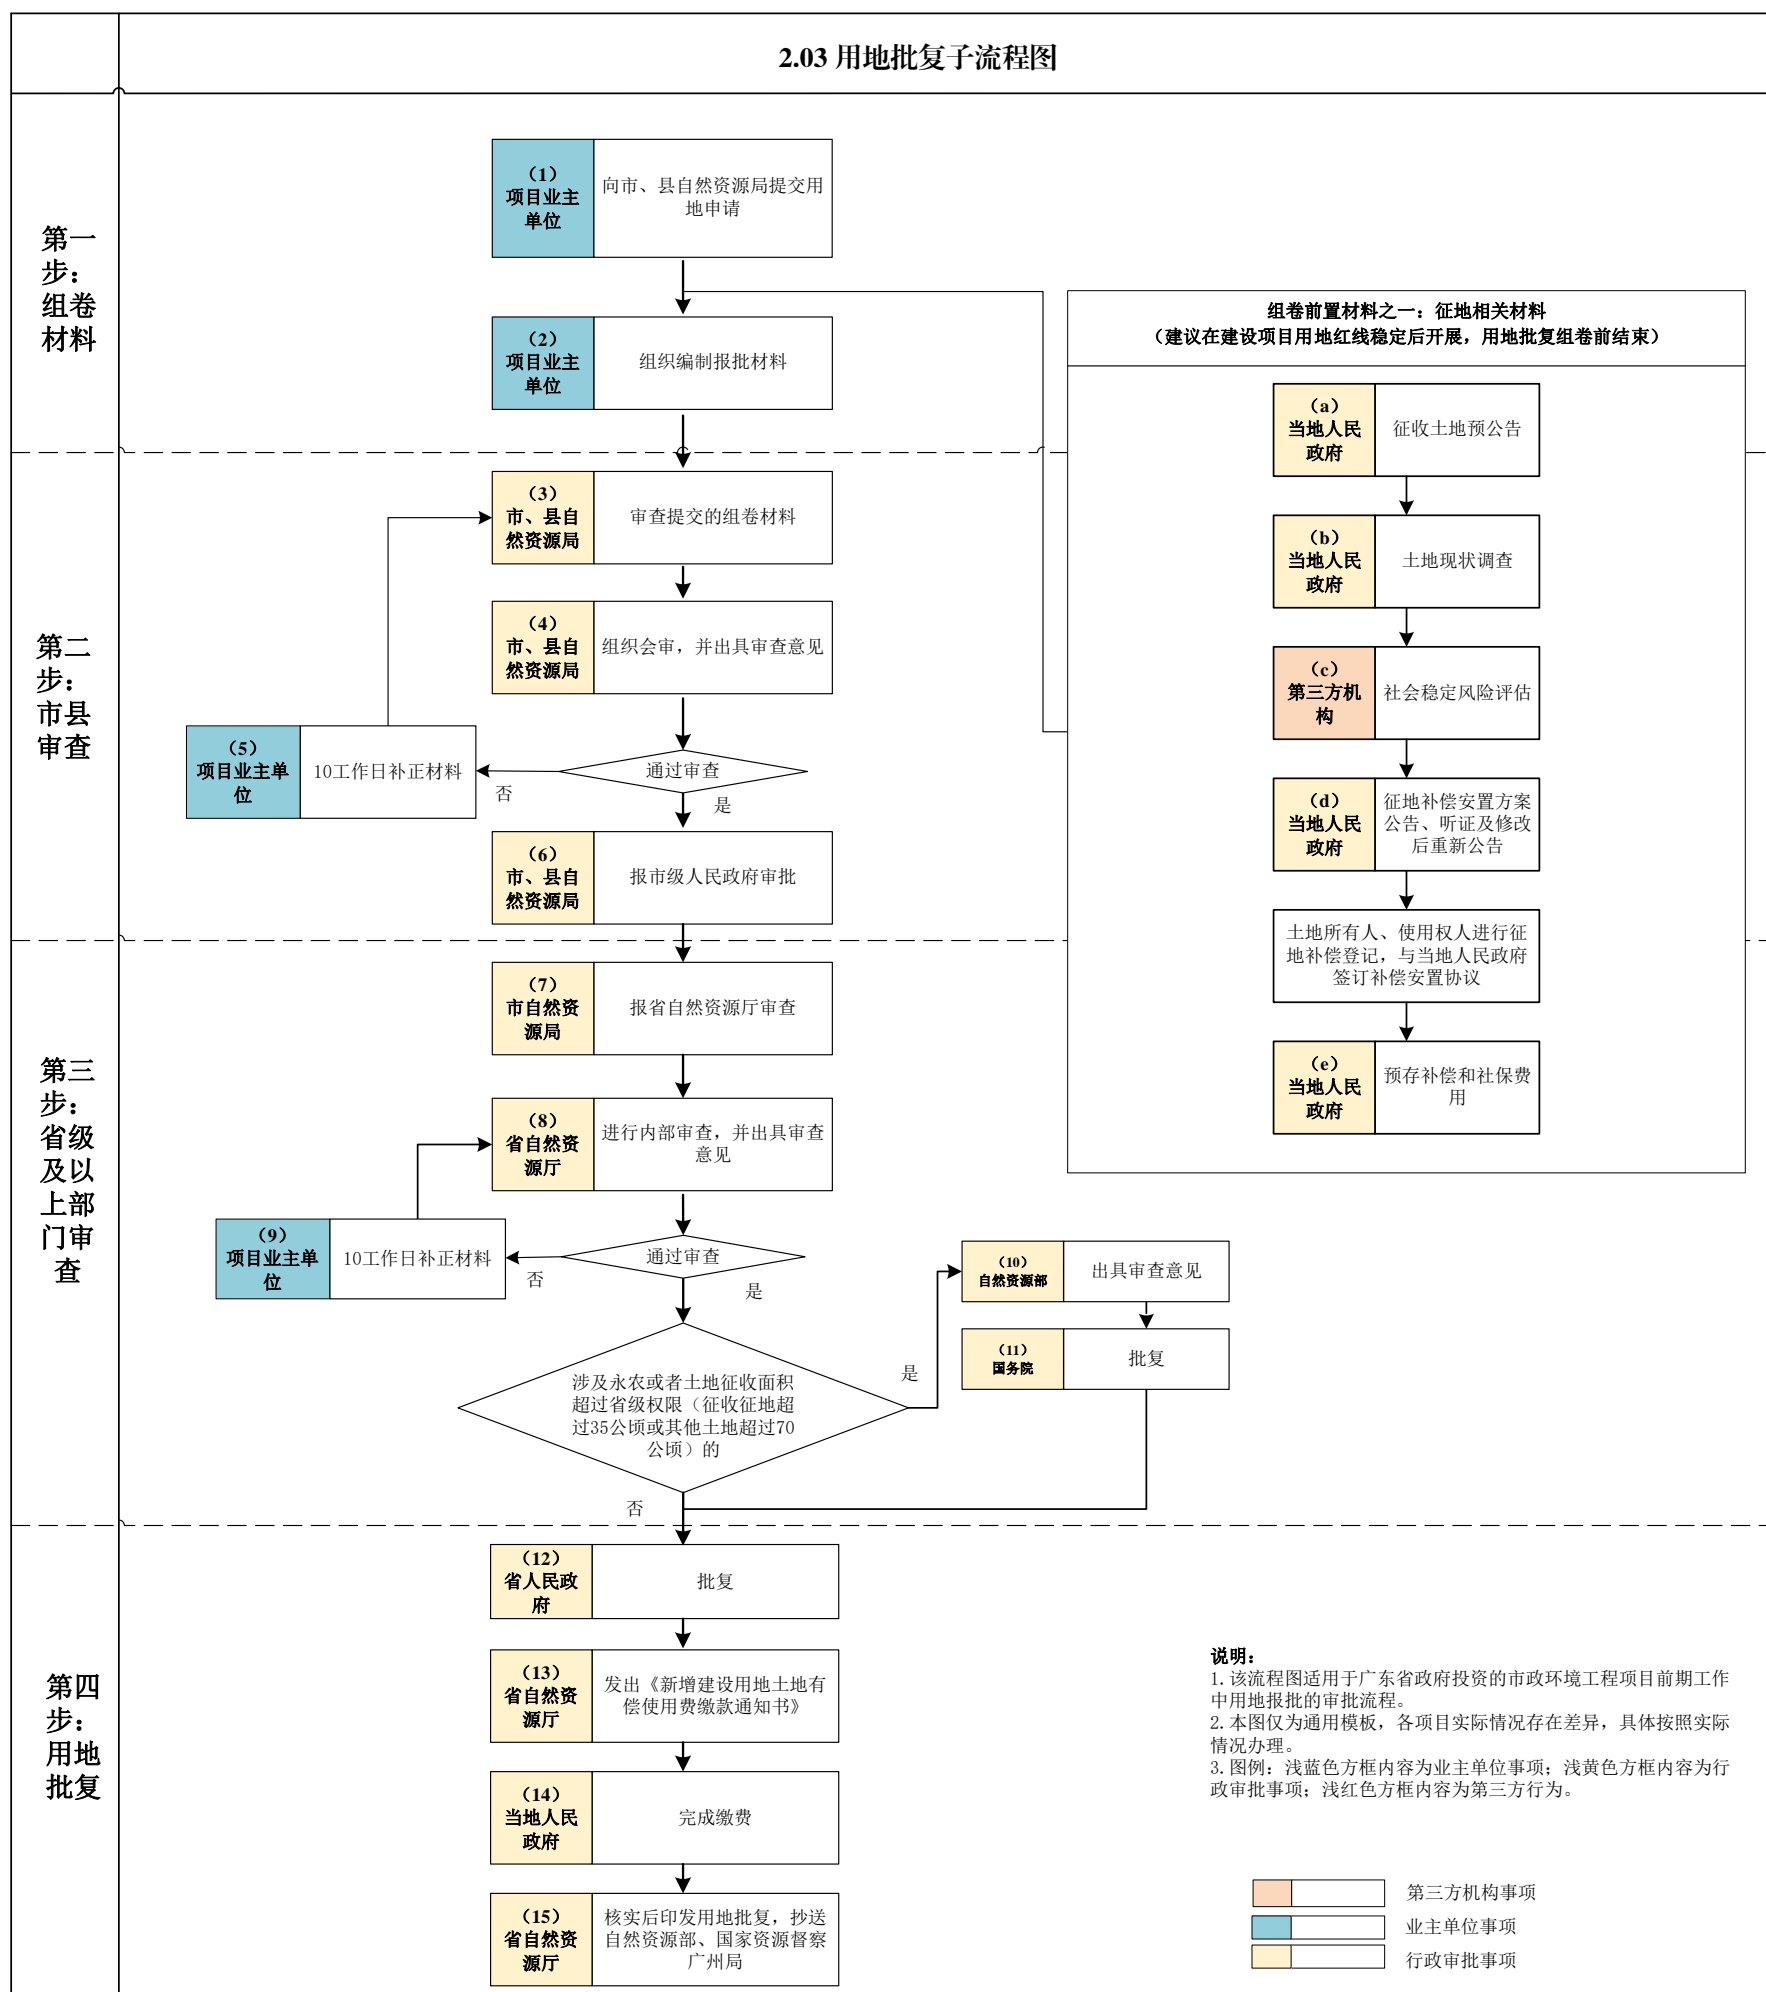 2.03 用地批复子流程图
第一
步：
组卷
材料
（1）
项目业主
单位
向市、县自然资源局提交用
地申请
（2）
项目业主
单位
组织编制报批材料
组卷前置材料之一：征地相关材料
（建议在建设项目用地红线稳定后开展，用地批复组卷前结束）
（a）
当地人民
政府
征收土地预公告
（b）
当地人民
政府
土地现状调查
（c）
第三方机
构
社会稳定风险评估
（d）
当地人民
政府
征地补偿安置方案
公告、听证及修改
后重新公告
土地所有人、使用权人进行征
地补偿登记，与当地人民政府
签订补偿安置协议
（e）
当地人民
政府
预存补偿和社保费
用
第二
步：
市县
审查
（3）
市、县自
然资源局
审查提交的组卷材料
（4）
市、县自
然资源局
组织会审，并出具审查意见
（5）
项目业主单
位
10工作日补正材料
否
通过审查
是
（6）
市、县自
然资源局
报市级人民政府审批
第三
步：
省级
及以
上部
门审
查
（7）
市自然资
源局
报省自然资源厅审查
（8）
省自然资
源厅
进行内部审查，并出具审查
意见
（9）
项目业主单
位
10工作日补正材料
否
通过审查
是
涉及永农或者土地征收面积
超过省级权限（征收征地超
过35公顷或其他土地超过70
公顷）的
是
（10）
自然资源部
出具审查意见
（11）
国务院
批复
否
第四
步：
用地
批复
（12）
省人民政
府
批复
（13）
省自然资
源厅
发出《新增建设用地土地有
偿使用费缴款通知书》
（14）
当地人民
政府
完成缴费
（15）
省自然资
源厅
核实后印发用地批复，抄送
自然资源部、国家资源督察
广州局
说明：
1.该流程图适用于广东省政府投资的市政环境工程项目前期工作
中用地报批的审批流程。
2.本图仅为通用模板，各项目实际情况存在差异，具体按照实际
情况办理。
3.图例：浅蓝色方框内容为业主单位事项；浅黄色方框内容为行
政审批事项；浅红色方框内容为第三方行为。
第三方机构事项
业主单位事项
行政审批事项